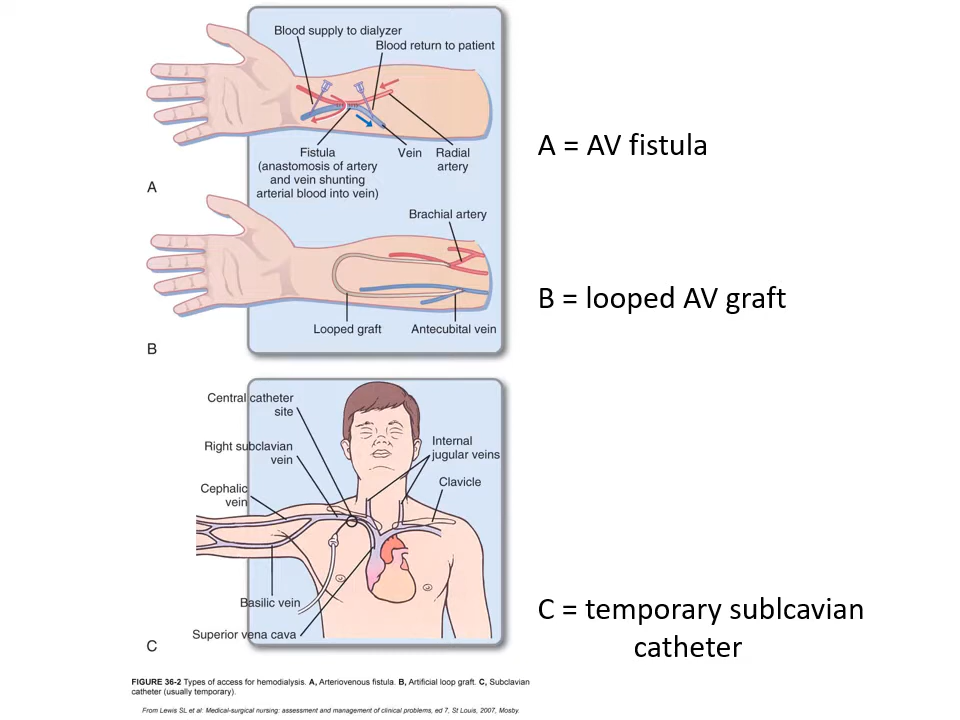 Blood supply to dialyzer
Blood return to patient
Fistula
(anastomosis of artery
and vein shunting
arterial blood into vein)
Vein
Radial
artery
A
A = AV fistula
Brachial artery
Looped graft
Antecubital vein
B
B = looped AV graft
Central catheter
site
Right subclavian
vein
Cephalic
vein
Internal
jugular veins
Clavicle
Basilic vein
Superior vena cava
C
C = temporary sublcavian
catheter
FIGURE 36-2 Types of access for hemodialysis. A, Arteriovenous fistula. B, Artificial loop graft. C, Subclavian
catheter (usually temporary).
From Lewis SL et al: Medical-surgical nursing: assessment and management of clinical problems, ed 7, St Louis, 2007, Mosby.